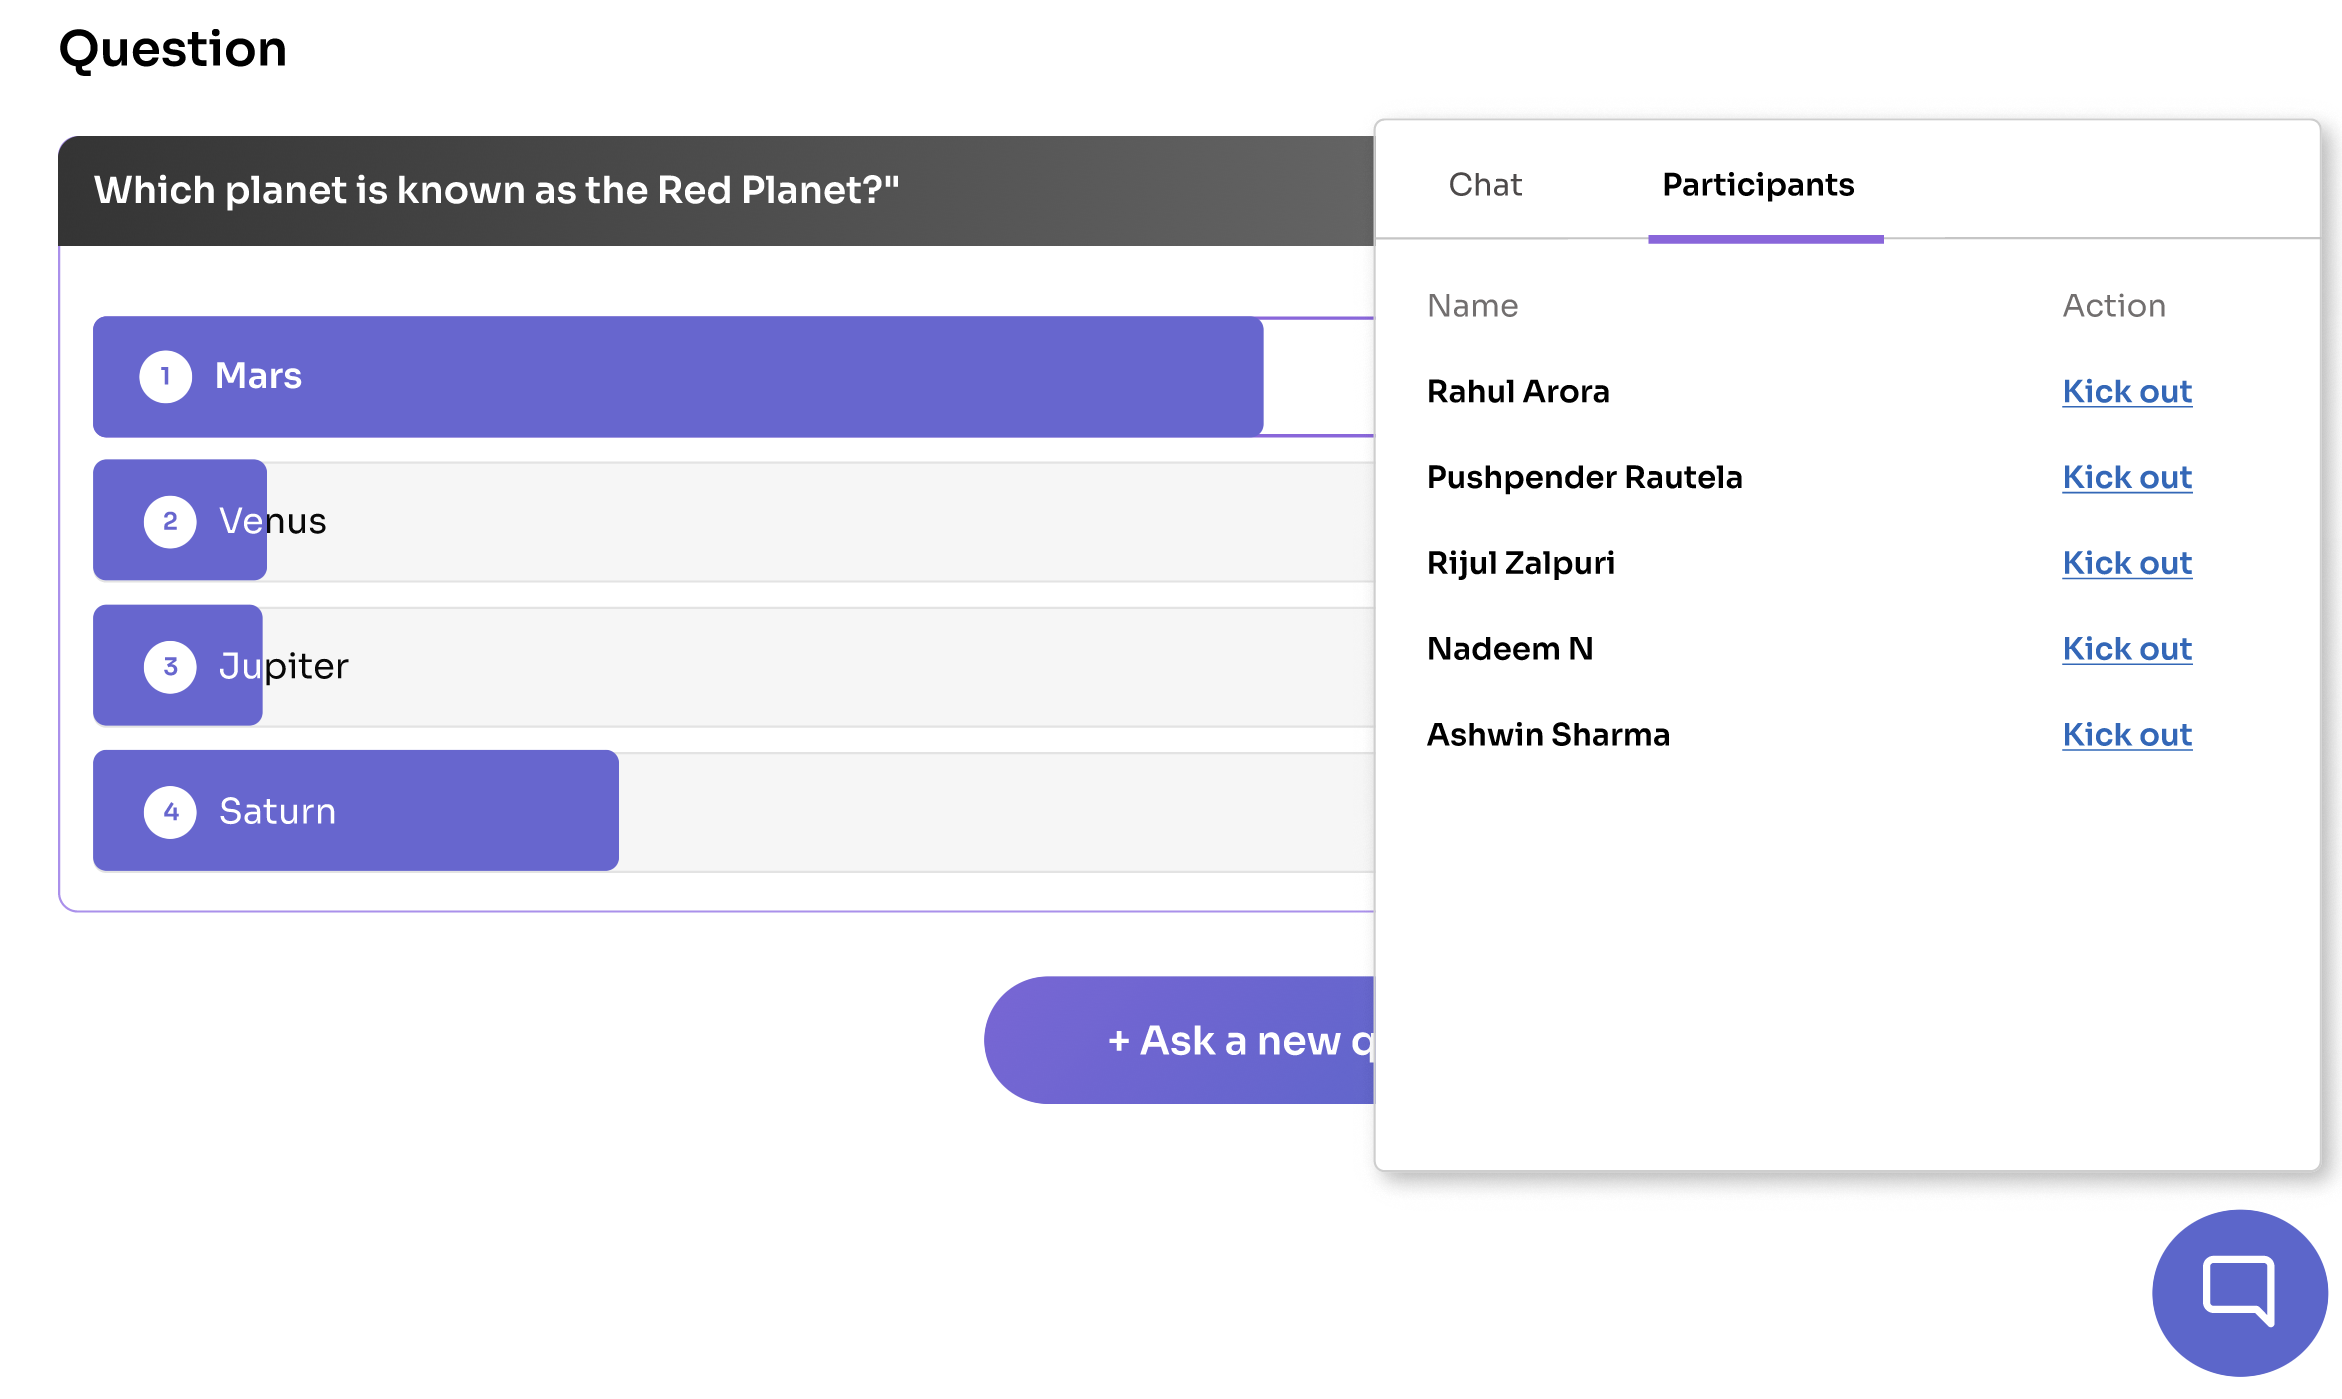 Question
Which planet is known as the Red Planet?"
1 Mars
2 Venus
3 Jupiter
4 Saturn
+ Ask a new q
Chat Participants
Name Action
Rahul Arora Kick out
Pushpender Rautela Kick out
Rijul Zalpuri Kick out
Nadeem N Kick out
Ashwin Sharma Kick out